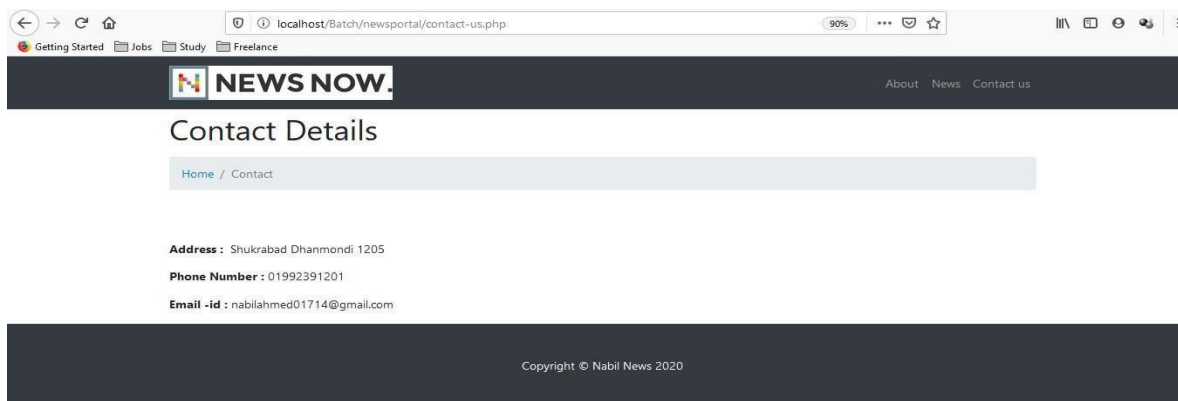 localhost/Batch/newsportal/contact-us.php 90%
Getting Started Jobs Study Freelance
N NEWS NOW. About News Contact us
Contact Details
Home / Contact
Address : Shukrabad Dhanmondi 1205
Phone Number : 01992391201
Email -id : nabilahmed01714@gmail.com
Copyright © Nabil News 2020